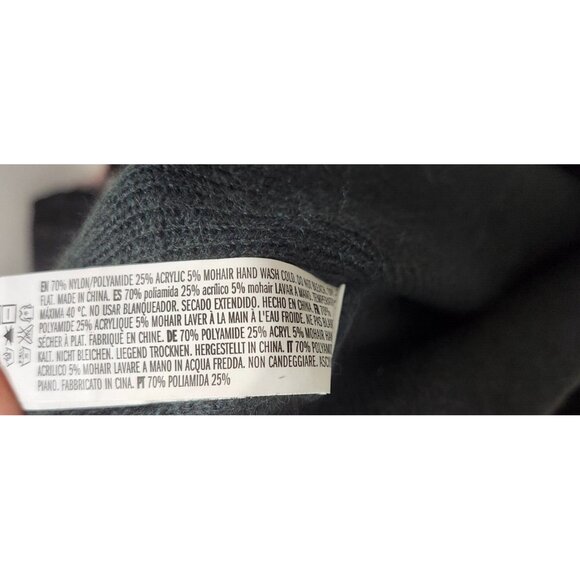 EN 70% NYLON/POLYAMIDE 25% ACRYLIC 5% MOHAIR HAND WASH COLD. DO NOT BLEACH.
FLAT. MADE IN CHINA. ES 70% poliamida 25% acrílico 5% mohair LAVAR A MANO. TEMPERATURA
MÁXIMA 40 °C. NO USAR BLANQUEADOR. SECADO EXTENDIDO. HECHO EN CHINA. FR 70%
POLYAMIDE 25% ACRYLIQUE 5% MOHAIR LAVER À LA MAIN À L'EAU FROIDE. NE PAS
SÉCHER À PLAT. FABRIQUÉ EN CHINE. DE 70% POLYAMIDE 25% ACRYL 5% MOHAIR
KALT. NICHT BLEICHEN. LIEGEND TROCKNEN. HERGESTELLT IN CHINA. IT 70%
ACRILICO 5% MOHAIR LAVARE A MANO IN ACQUA FREDDA. NON CANDEGGIARE.
PIANO. FABBRICATO IN CINA. PT 70% POLIAMIDA 25%